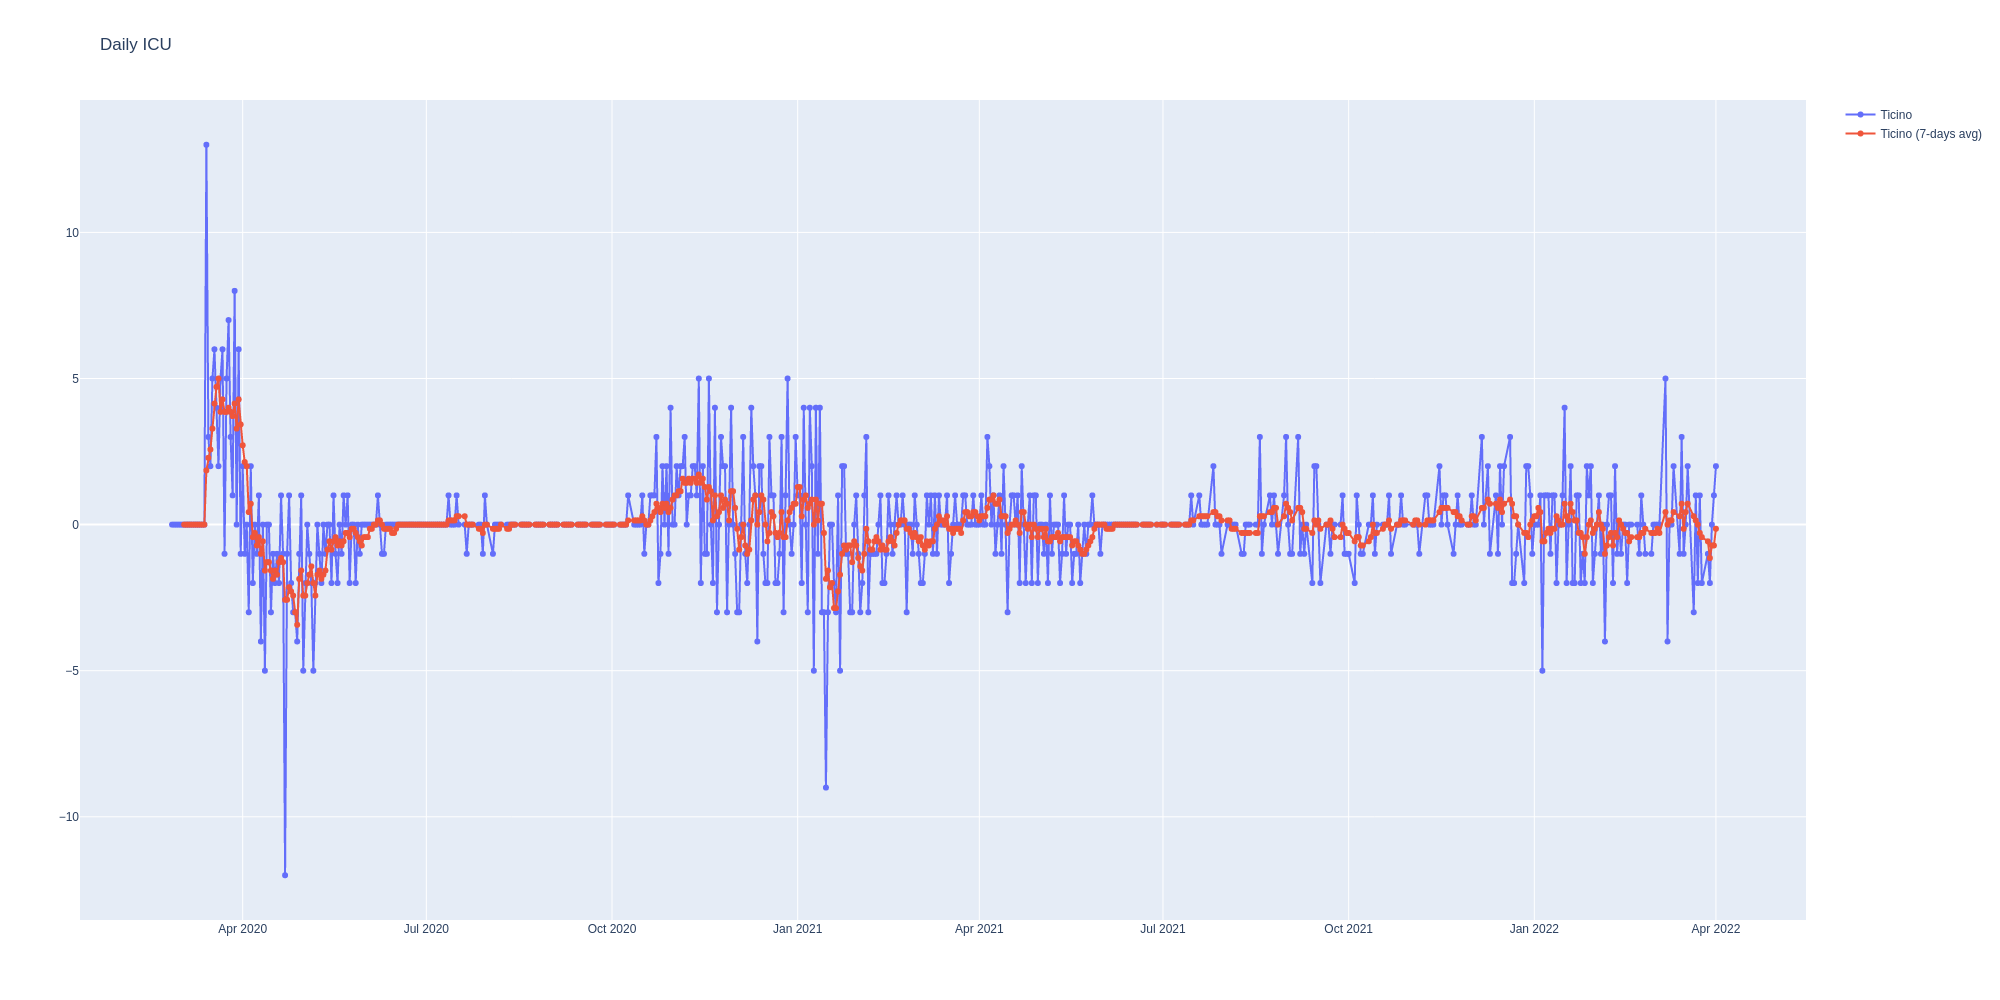 Daily ICU
Ticino
Ticino (7-days avg)
10
5
0
−5
−10
Apr 2020
Jul 2020
Oct 2020
Jan 2021
Apr 2021
Jul 2021
Oct 2021
Jan 2022
Apr 2022